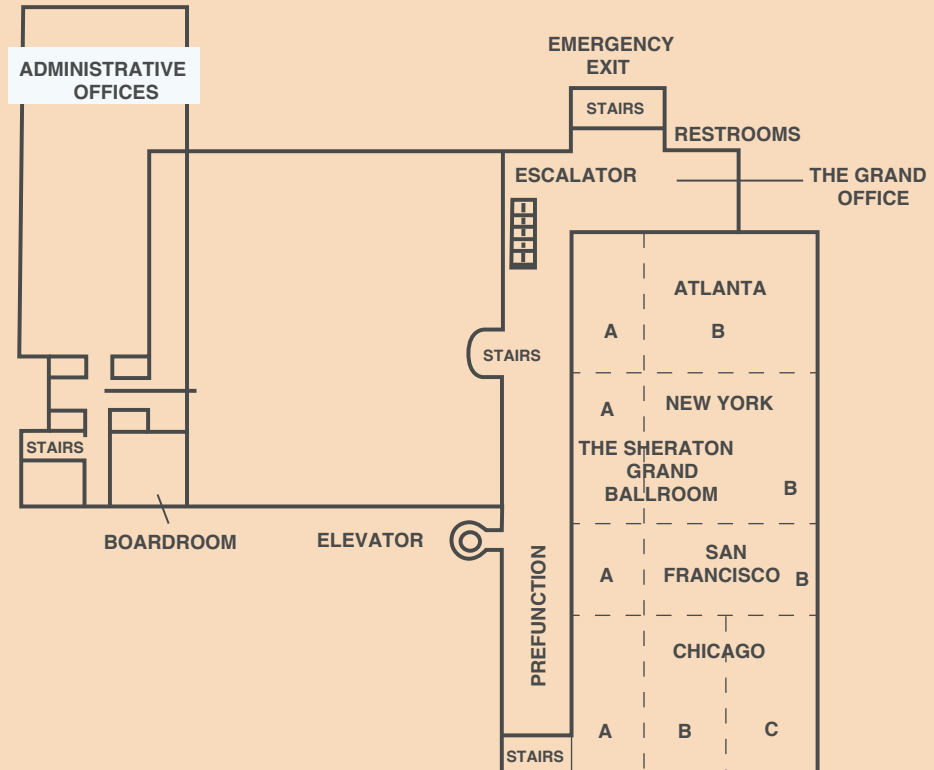 ADMINISTRATIVE
OFFICES
EMERGENCY
EXIT
STAIRS
RESTROOMS
ESCALATOR
THE GRAND
OFFICE
ATLANTA
A
B
STAIRS
A
NEW YORK
THE SHERATON
GRAND
BALLROOM
B
STAIRS
BOARDROOM
ELEVATOR
PREFUNCTION
A
SAN
FRANCISCO
B
CHICAGO
A
B
C
STAIRS